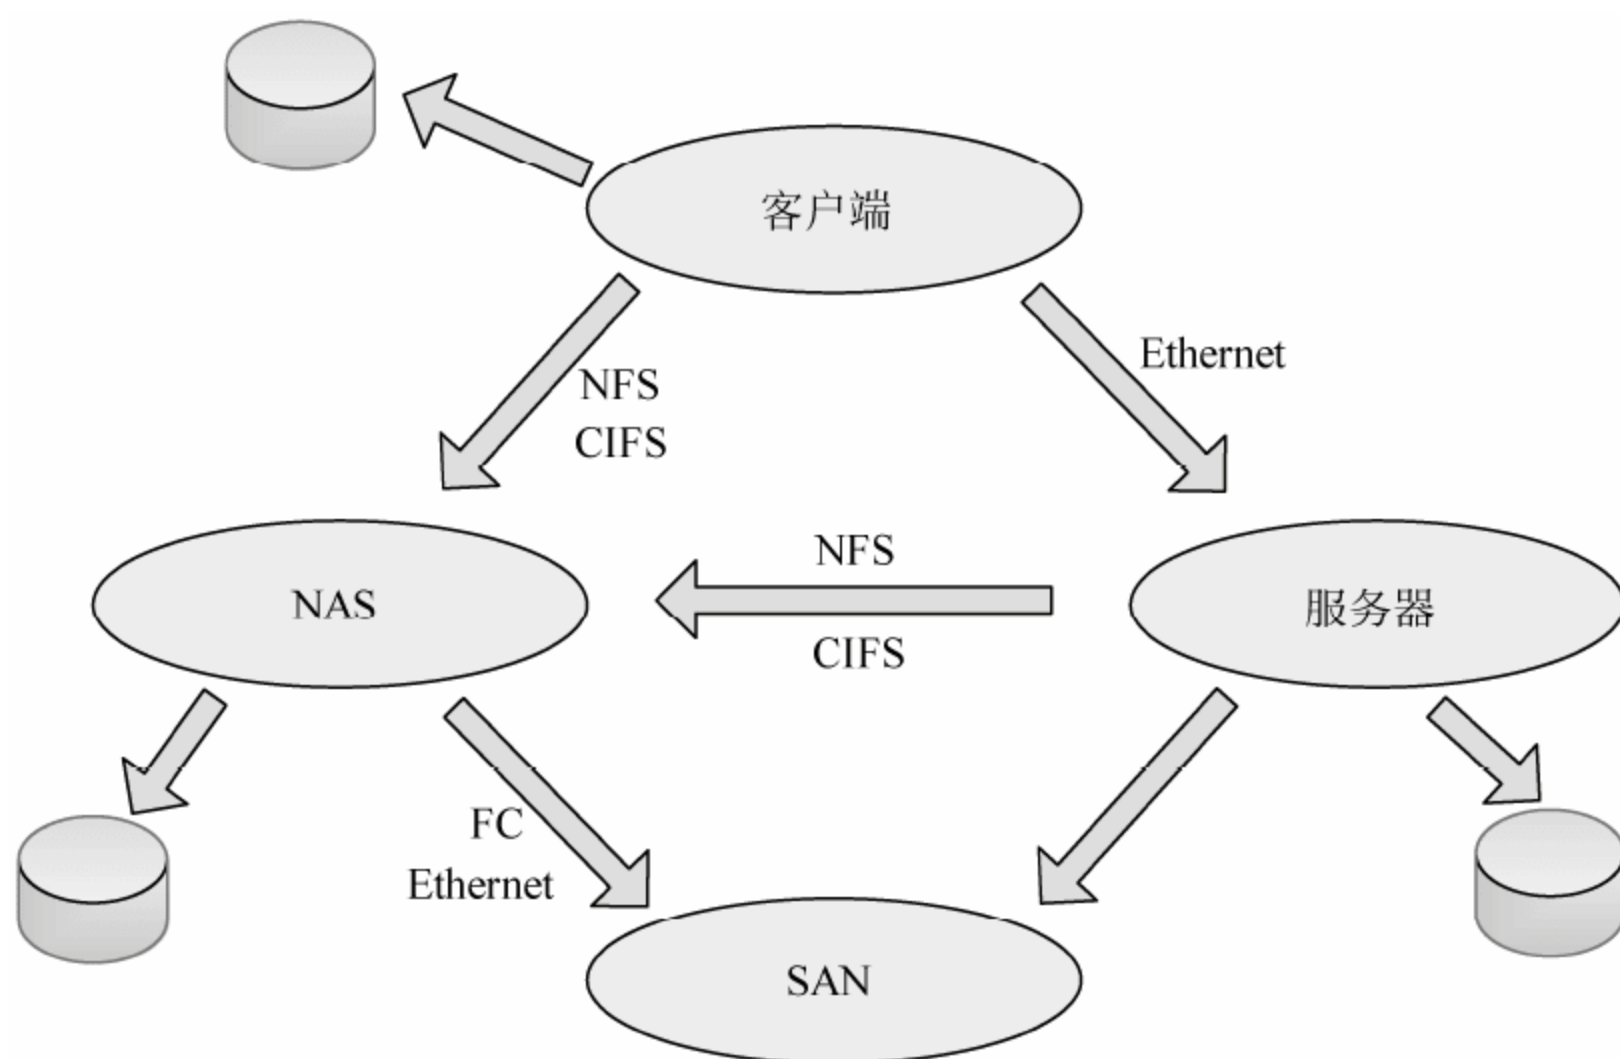 客户端
Ethernet
NFS
CIFS
NFS
NAS
服务器
CIFS
FC
Ethernet
SAN